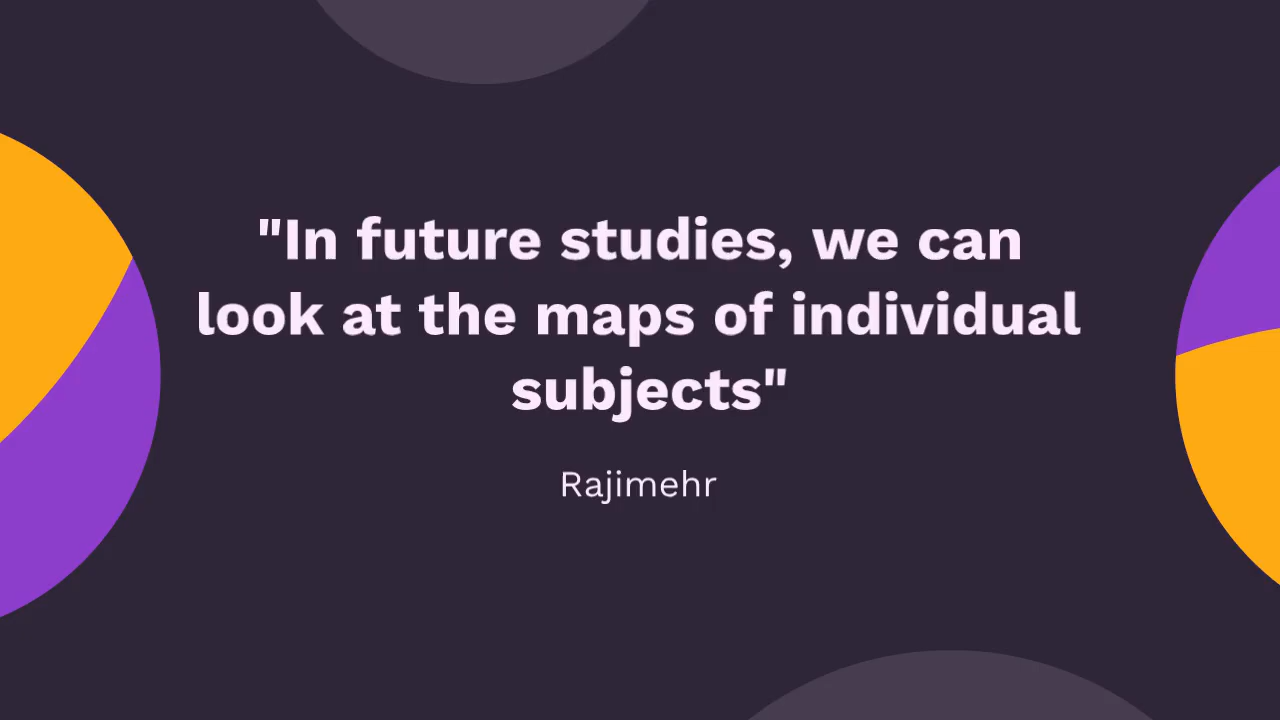 "In future studies, we can
look at the maps of individual
subjects"
Rajimehr